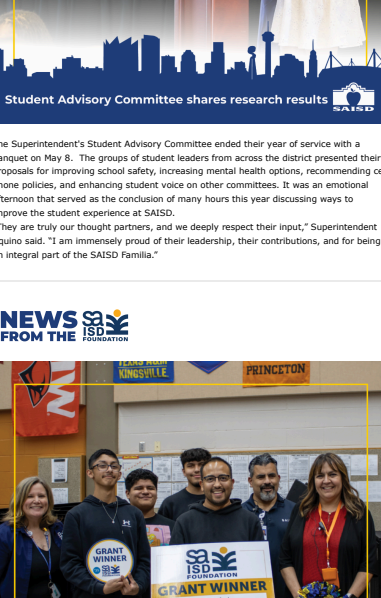 Student Advisory Committee shares research results
SAISD
he Superintendent's Student Advisory Committee ended their year of service with a
anquet on May 8. The groups of student leaders from across the district presented their
roposals for improving school safety, increasing mental health options, recommending ce
hone policies, and enhancing student voice on other committees. It was an emotional
fternoon that served as the conclusion of many hours this year discussing ways to
mprove the student experience at SAISD.
They are truly our thought partners, and we deeply respect their input," Superintendent
quino said. "I am immensely proud of their leadership, their contributions, and for being
n integral part of the SAISD Familia."
NEWS
FROM THE
sa
ISD
FOUNDATION
TEXAS A&M
KINGSVILLE
PRINCETON
W
GRANT
WINNER
sa
ISD
FOUNDATION
GRANT WINNER